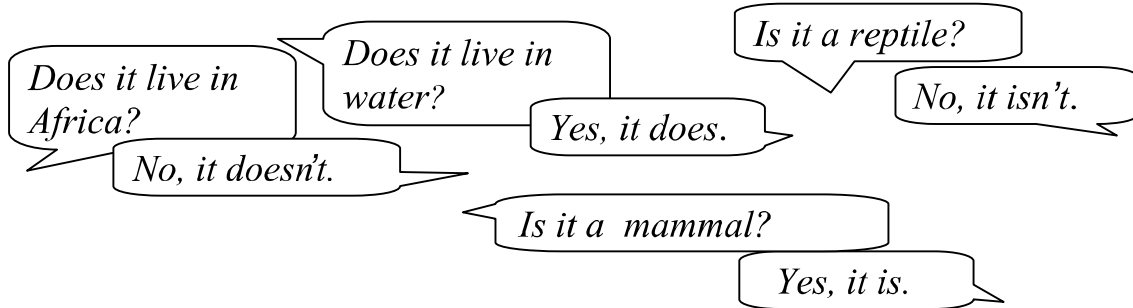 Does it live in
Africa?
No, it doesn't.
Does it live in
water?
Yes, it does.
Is it a reptile?
No, it isn't.
Is it a mammal?
Yes, it is.